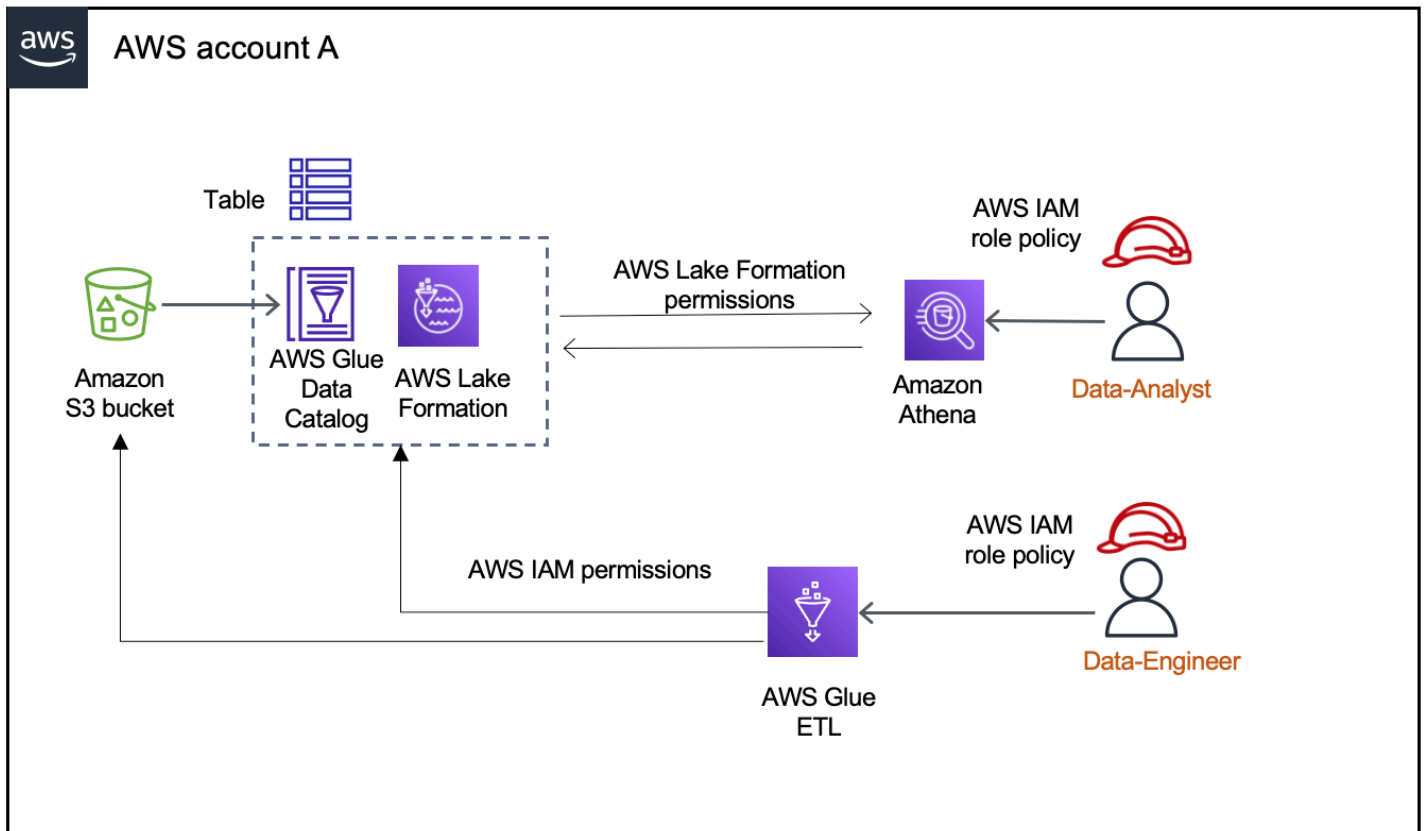 aws
AWS account A
Table
AWS IAM
role policy
AWS Lake Formation
permissions
Amazon
S3 bucket
AWS Glue
Data
Catalog
AWS Lake
Formation
Amazon
Athena
Data-Analyst
AWS IAM
role policy
AWS IAM permissions
Data-Engineer
AWS Glue
ETL